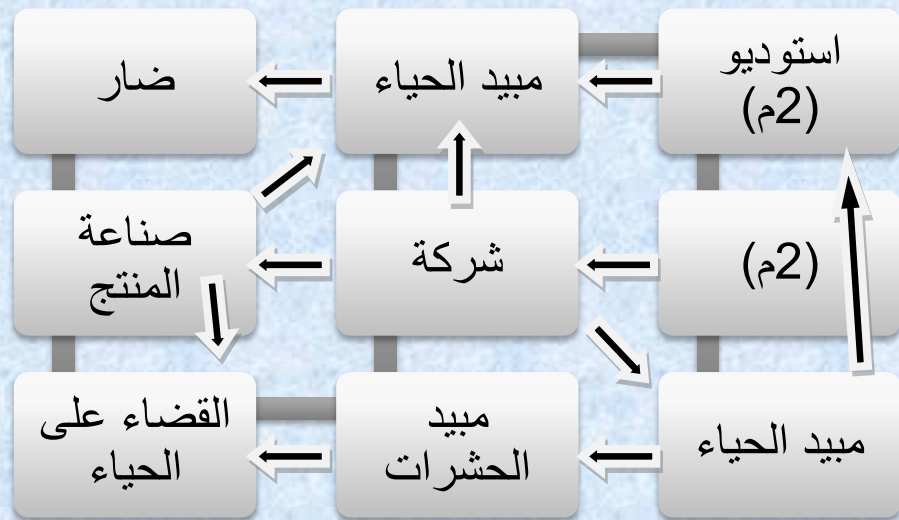 استوديو
(2م)
مبيد الحياء
ضار
(2م)
شركة
صناعة
المنتج
مبيد الحياء
مبيد
الحشرات
القضاء على
الحياء